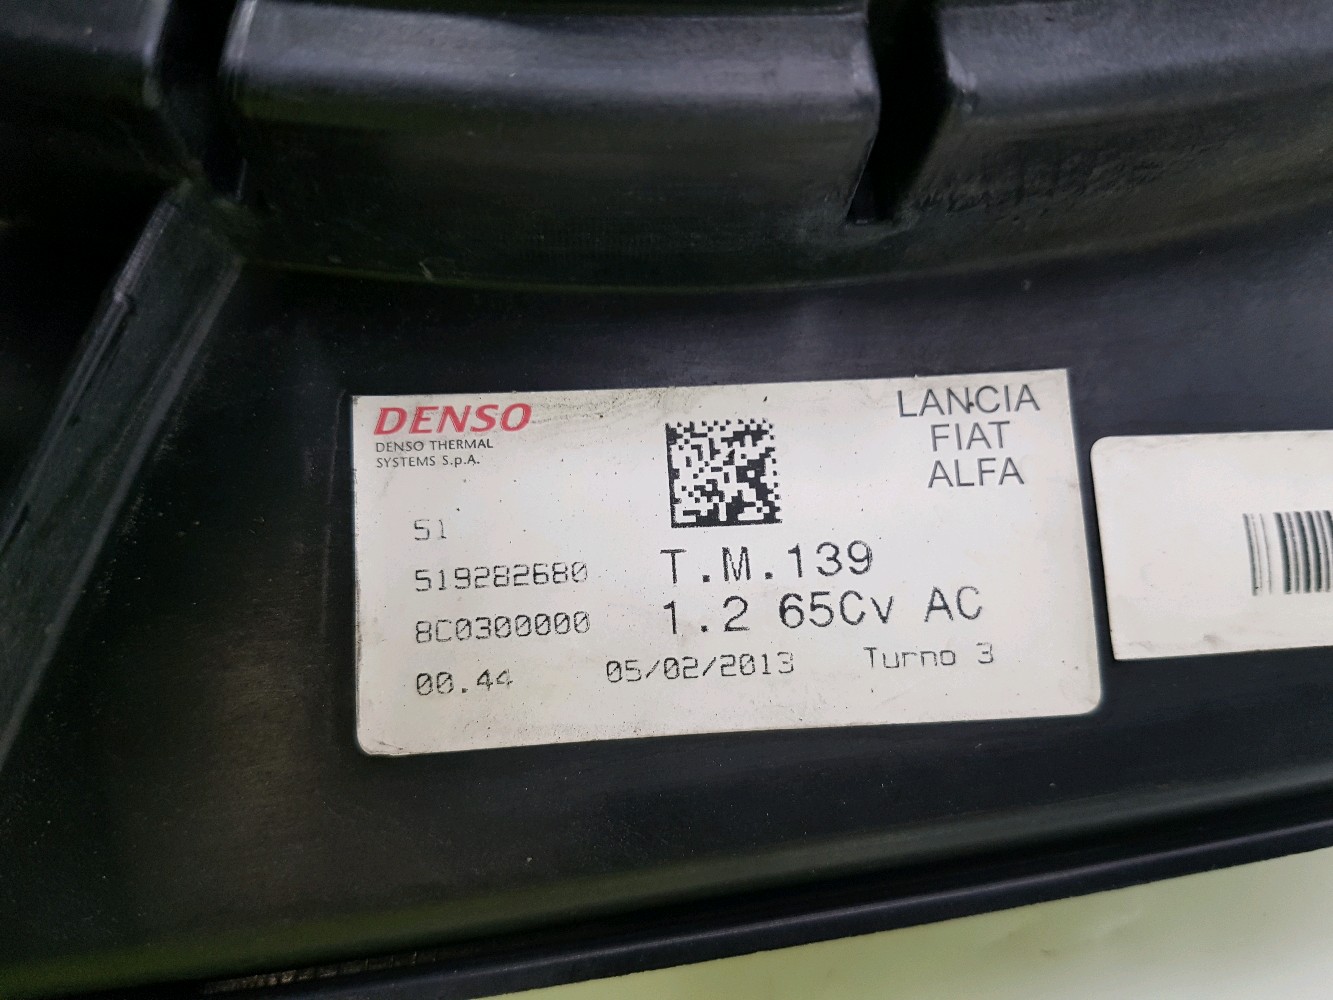 DENSO
DENSO THERMAL
SYSTEMS S.p.A.
LANCIA
FIAT
ALFA
51
519282680
8C0300000
00.44
T.M.139
1.2 65Cv AC
05/02/2013 Turno 3